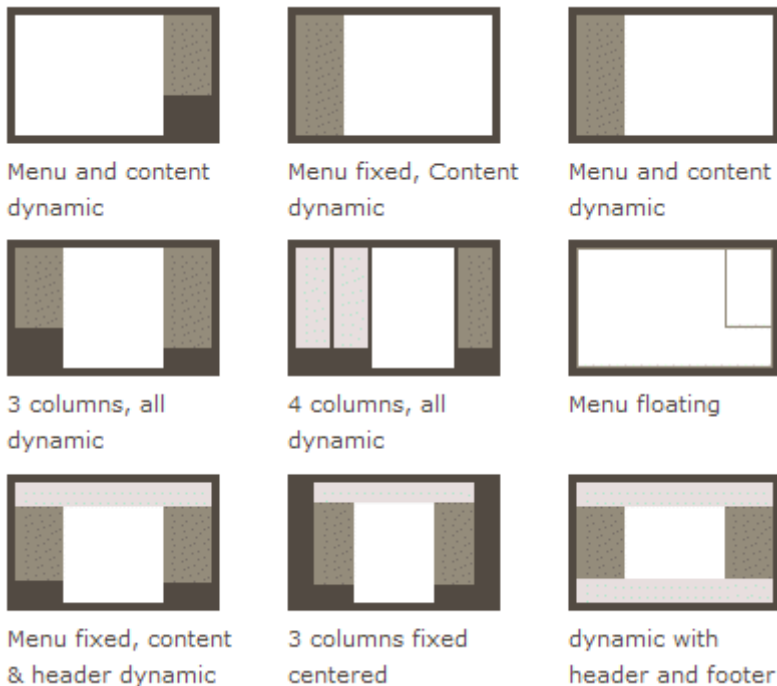 Menu and content
dynamic
Menu fixed, Content
dynamic
Menu and content
dynamic
3 columns, all
dynamic
4 columns, all
dynamic
Menu floating
Menu fixed, content
& header dynamic
3 columns fixed
centered
dynamic with
header and footer